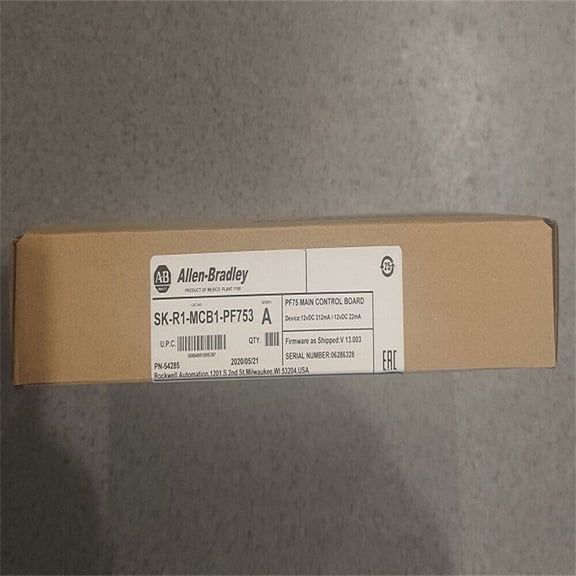 AB
Allen-Bradley
PRODUCT OF MEXICO PLANT 1100
CAT NO.
SERIES
SK-R1-MCB1-PF753 A
U.P.C.
QTY.
PN-54285
2020/05/21
Rockwell Automation 1201 S 2nd St,Milwaukee,WI 53204,USA
PF75 MAIN CONTROL BOARD
Device:12vDC 312mA /-12vDC 22mA
Firmware as Shipped:V 13.003
SERIAL NUMBER:06286328
25
EAC